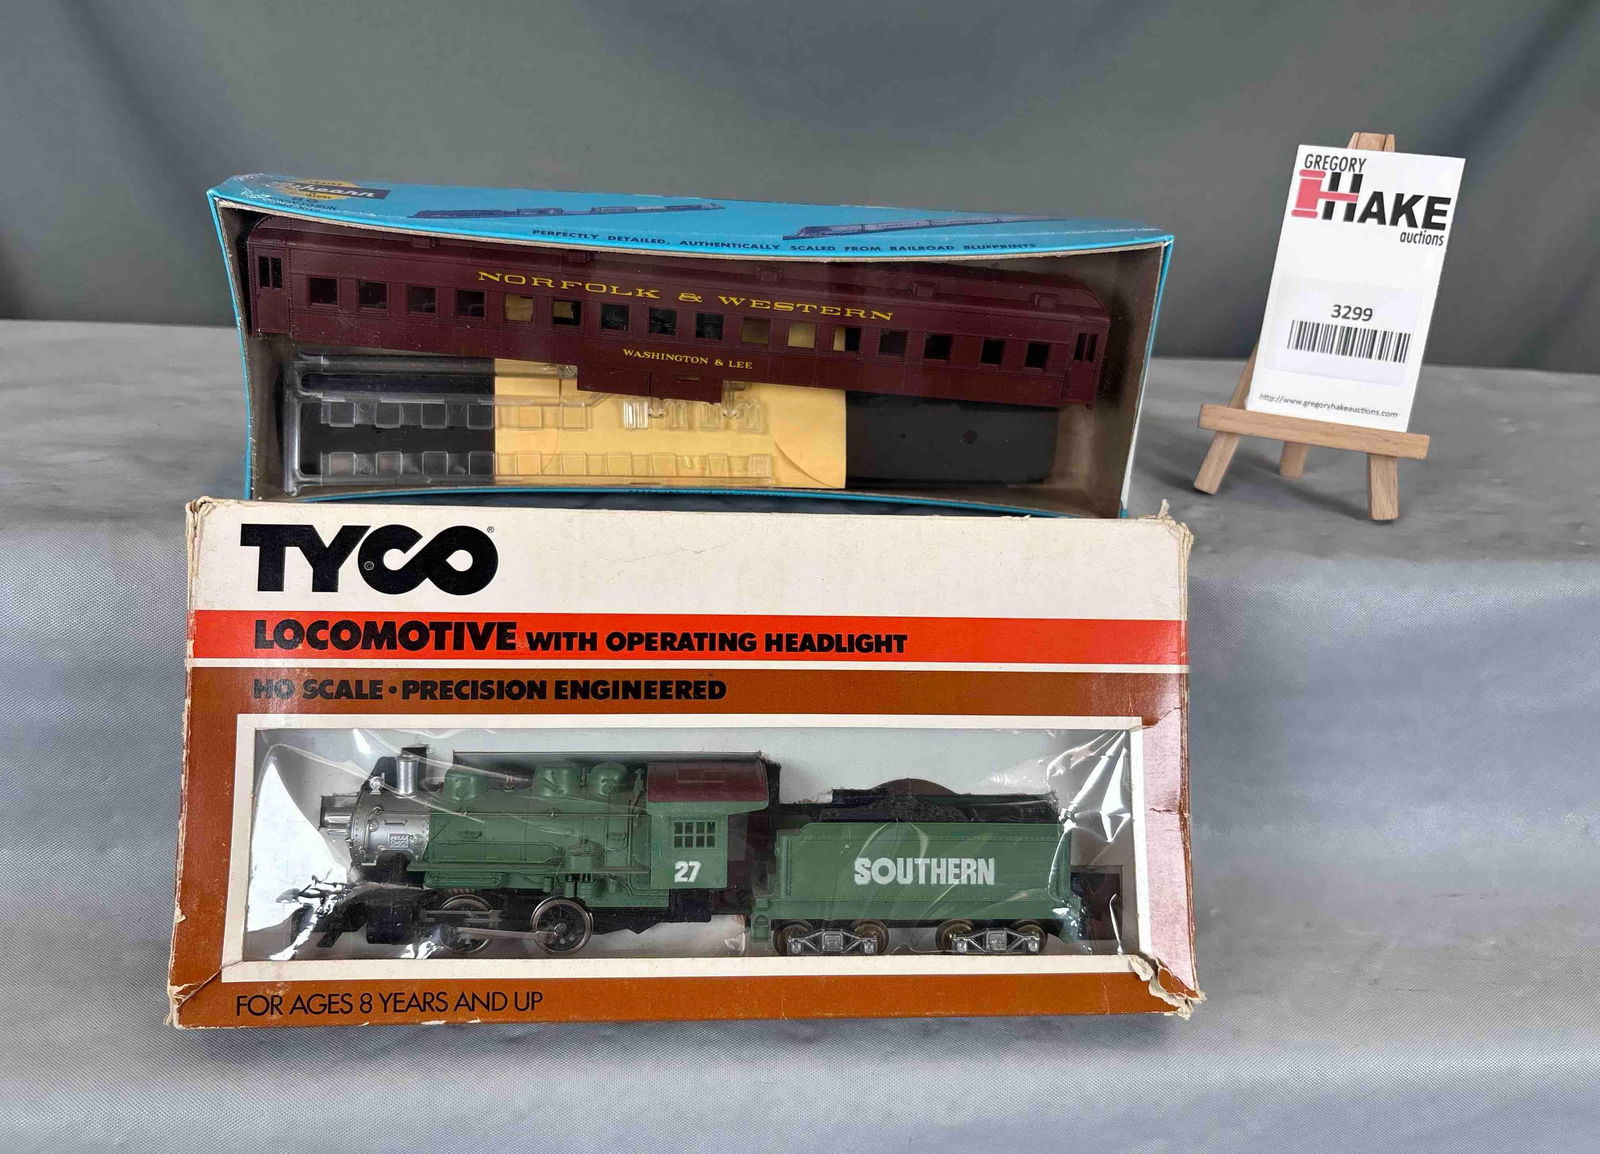 GREGORY
HAKE
auctions
3299
http://www.gregoryhakeauctions.com
PERFECTLY DETAILED, AUTHENTICALLY SCALED FROM RAILROAD BLUEPRINTS
NORFOLK & WESTERN
WASHINGTON & LEE
TYCO®
LOCOMOTIVE WITH OPERATING HEADLIGHT
HO SCALE • PRECISION ENGINEERED
27
SOUTHERN
FOR AGES 8 YEARS AND UP